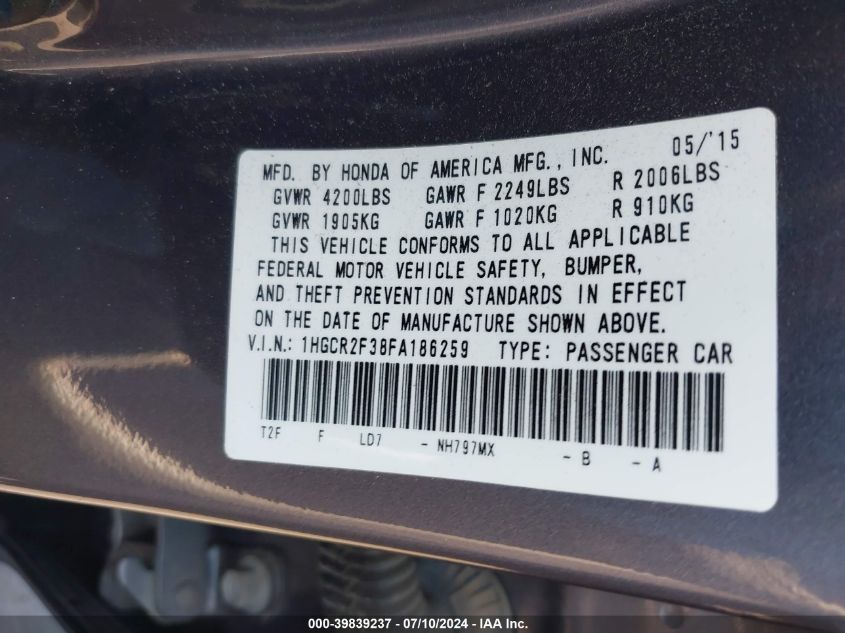 MFD. BY HONDA OF AMERICA MFG., INC. 05/'15
GVWR 4200LBS GAWR F 2249LBS R 2006LBS
GVWR 1905KG GAWR F 1020KG R 910KG
THIS VEHICLE CONFORMS TO ALL APPLICABLE
FEDERAL MOTOR VEHICLE SAFETY, BUMPER,
AND THEFT PREVENTION STANDARDS IN EFFECT
ON THE DATE OF MANUFACTURE SHOWN ABOVE.
V.I.N.: 1HGCR2F38FA186259 TYPE: PASSENGER CAR
T2F F LD7 - NH797MX - B - A
000-39839237 - 07/10/2024 - IAA Inc.